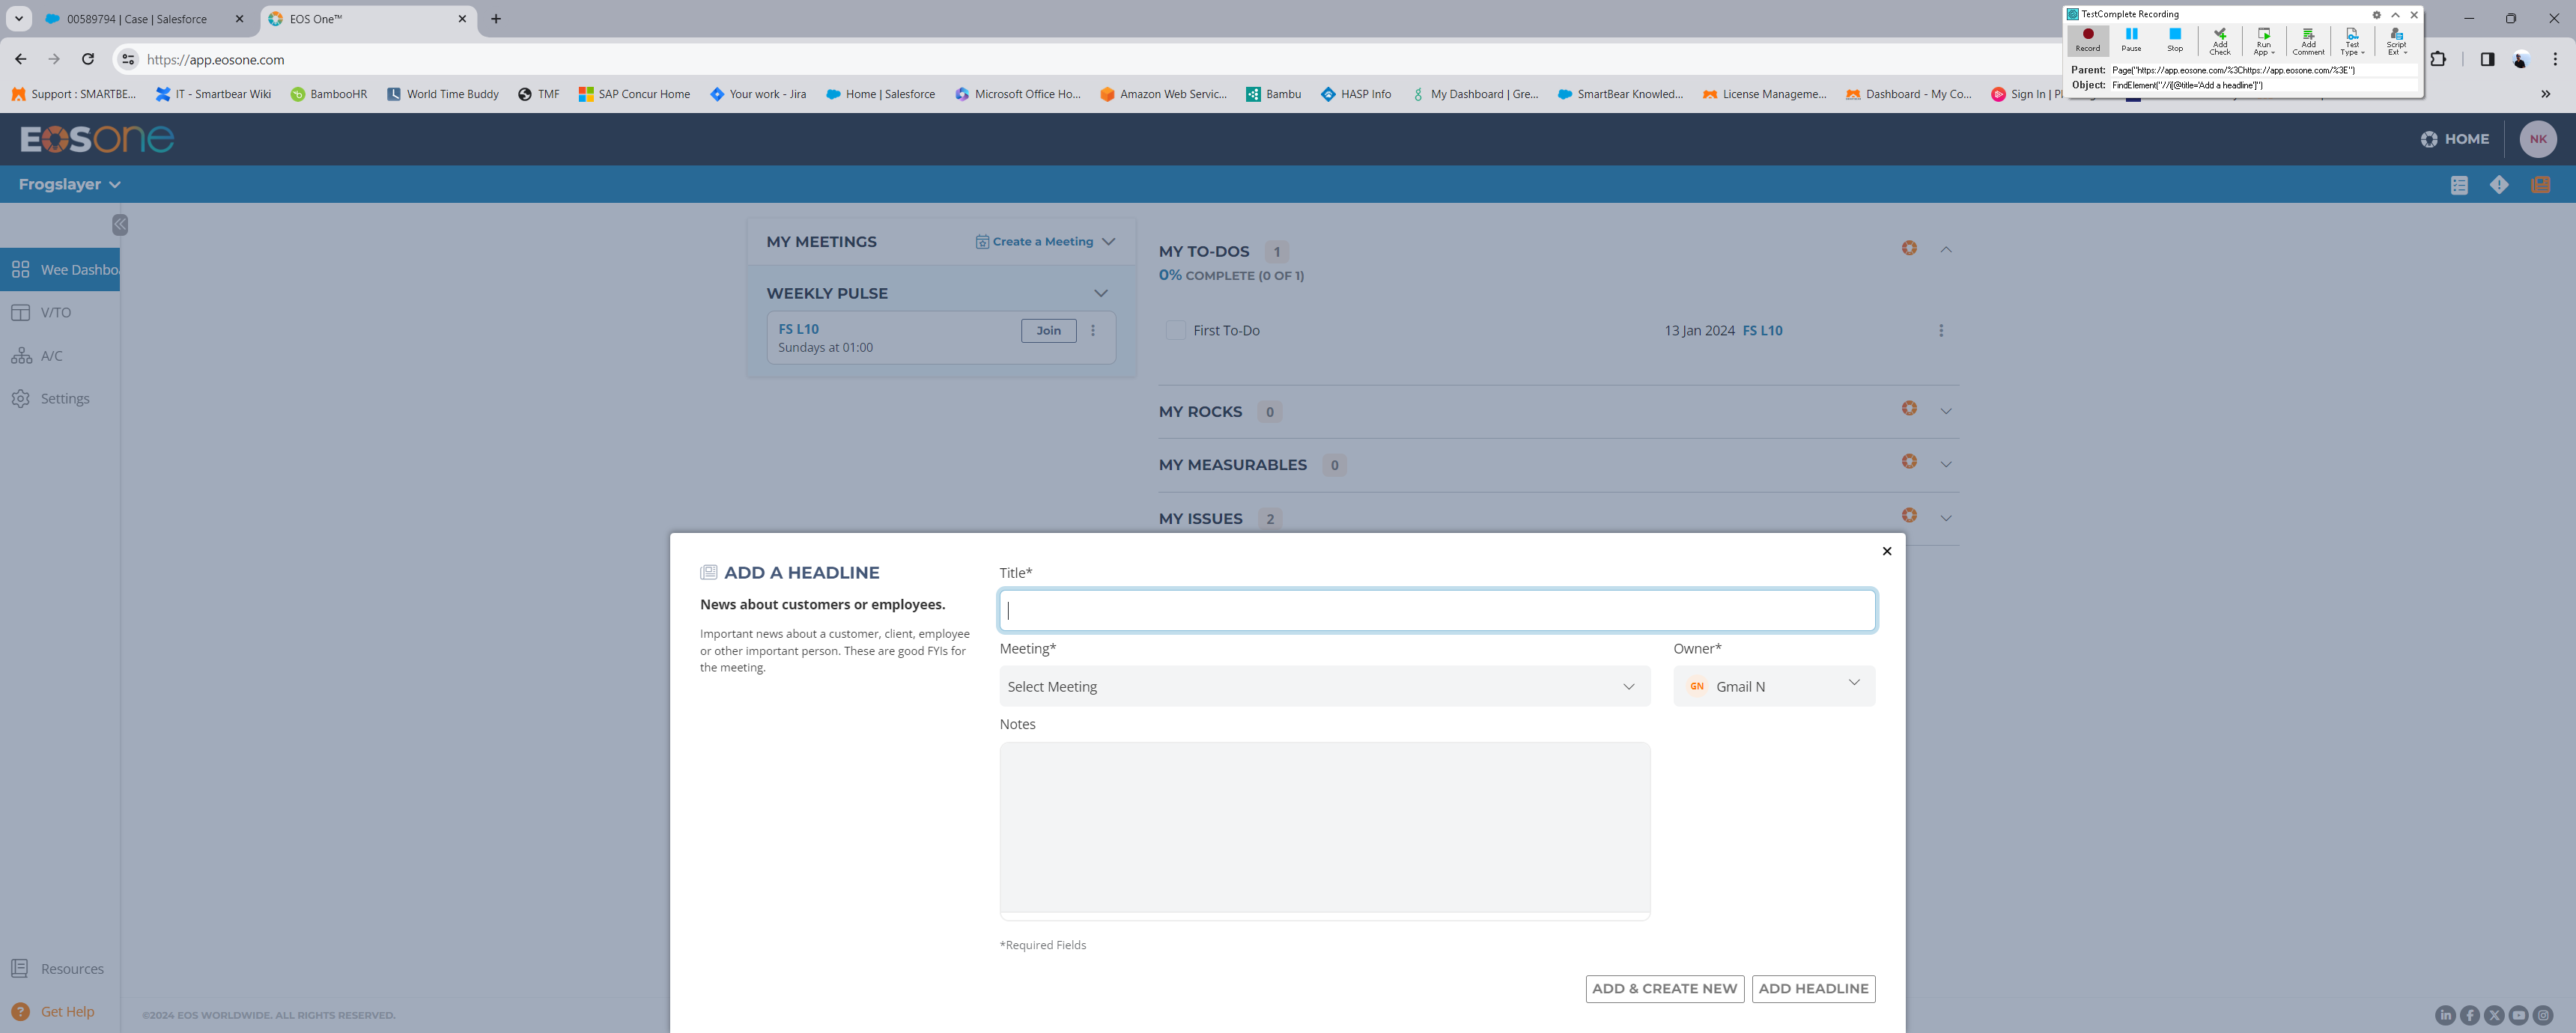 00589794 | Case | Salesforce
EOS One™
TestComplete Recording
Record
Pause
Stop
Add Check
Run App
Add Comment
Test Type
Script Ext
Parent: Page("https://app.eosone.com/%3Chttps://app.eosone.com/%3E")
Object: FindElement("//i[@title='Add a headline']")
https://app.eosone.com
Support : SMARTBE...
IT - Smartbear Wiki
BambooHR
World Time Buddy
TMF
SAP Concur Home
Your work - Jira
Home | Salesforce
Microsoft Office Ho...
Amazon Web Servic...
Bambu
HASP Info
My Dashboard | Gre...
SmartBear Knowled...
License Manageme...
Dashboard - My Co...
Sign In |
EOSone
HOME
NK
Frogslayer
Wee Dashbo
V/TO
A/C
Settings
MY MEETINGS
Create a Meeting
WEEKLY PULSE
FS L10
Join
Sundays at 01:00
MY TO-DOS 1
0% COMPLETE (0 OF 1)
First To-Do
13 Jan 2024 FS L10
MY ROCKS 0
MY MEASURABLES 0
MY ISSUES 2
ADD A HEADLINE
News about customers or employees.
Important news about a customer, client, employee
or other important person. These are good FYIs for
the meeting.
Title*
Meeting*
Select Meeting
Owner*
GN Gmail N
Notes
*Required Fields
ADD & CREATE NEW
ADD HEADLINE
Resources
Get Help
©2024 EOS WORLDWIDE. ALL RIGHTS RESERVED.